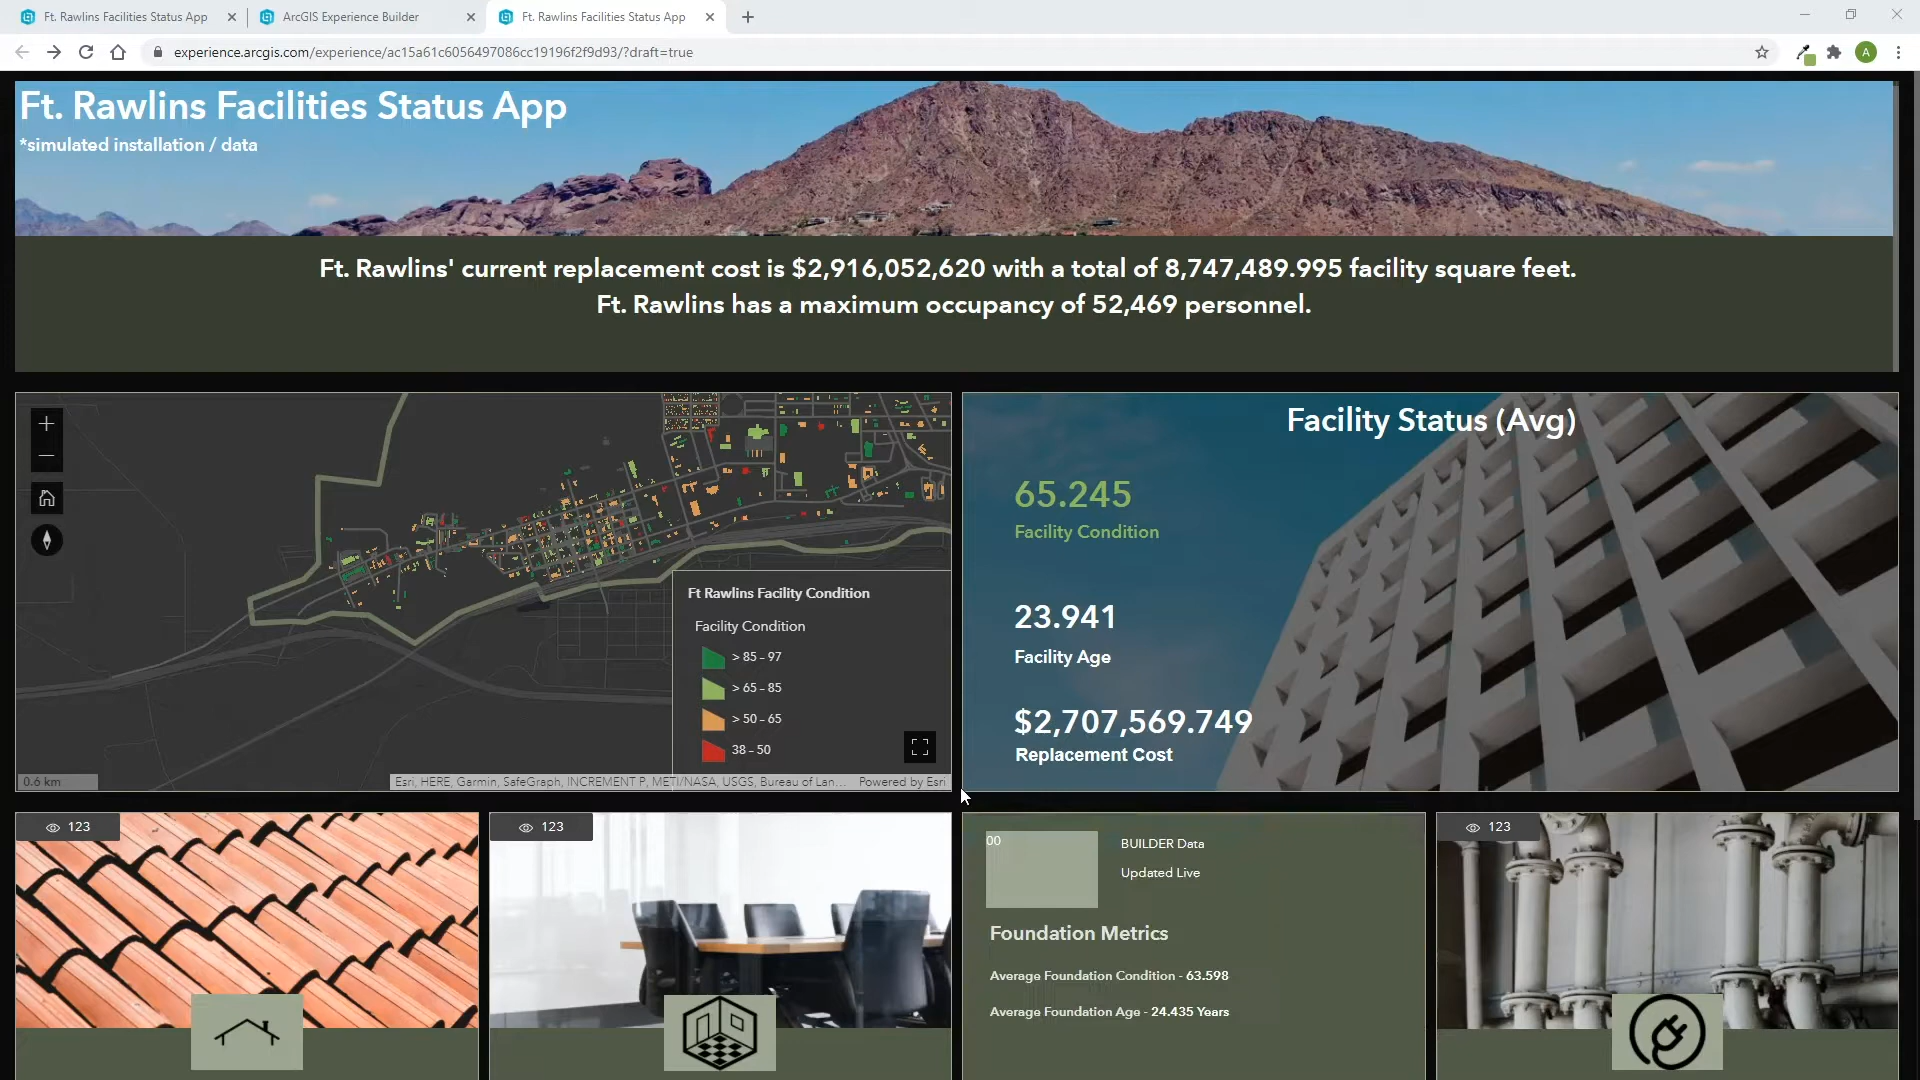 Ft. Rawlins Facilities Status App
ArcGIS Experience Builder
Ft. Rawlins Facilities Status App
experience.arcgis.com/experience/ac15a61c6056497086cc19196f2f9d93/?draft=true
A
Ft. Rawlins Facilities Status App
*simulated installation / data
Ft. Rawlins' current replacement cost is $2,916,052,620 with a total of 8,747,489.995 facility square feet.
Ft. Rawlins has a maximum occupancy of 52,469 personnel.
Ft Rawlins Facility Condition
Facility Condition
> 85 – 97
> 65 – 85
> 50 – 65
38 – 50
0.6 km
Esri, HERE, Garmin, SafeGraph, INCREMENT P, METI/NASA, USGS, Bureau of Lan...
Powered by Esri
Facility Status (Avg)
65.245
Facility Condition
23.941
Facility Age
$2,707,569.749
Replacement Cost
123
123
00
BUILDER Data
Updated Live
Foundation Metrics
Average Foundation Condition - 63.598
Average Foundation Age - 24.435 Years
123